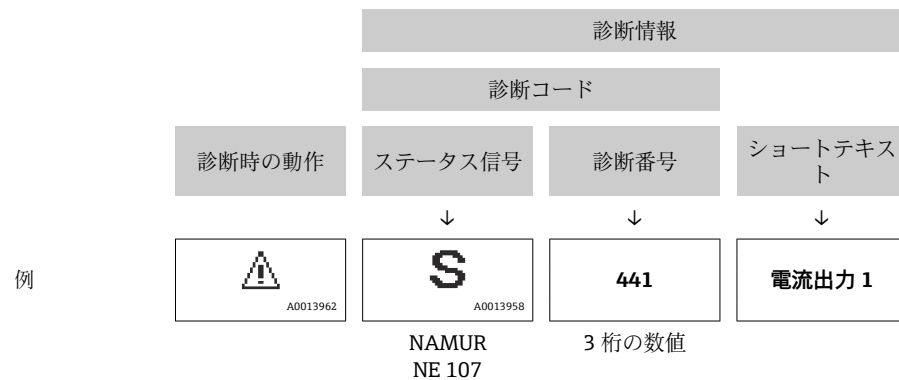 診断情報
診断コード
診断時の動作
ステータス信号
診断番号
ショートテキス
ト
↓
↓
↓
例
⚠
A0013962
S
A0013958
441
電流出力 1
NAMUR
NE 107
3 桁の数値